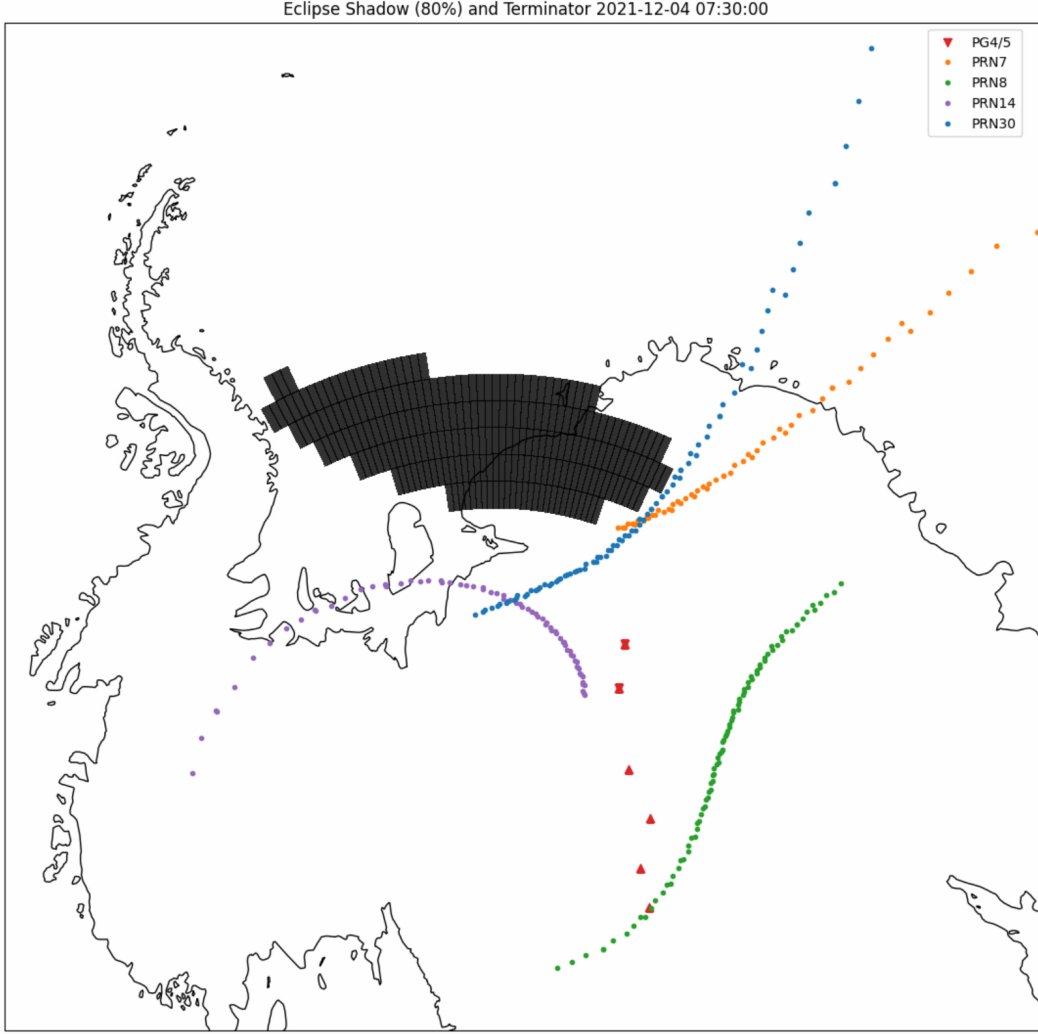 Eclipse Shadow (80%) and Terminator 2021-12-04 07:30:00
PG4/5
PRN7
PRN8
PRN14
PRN30